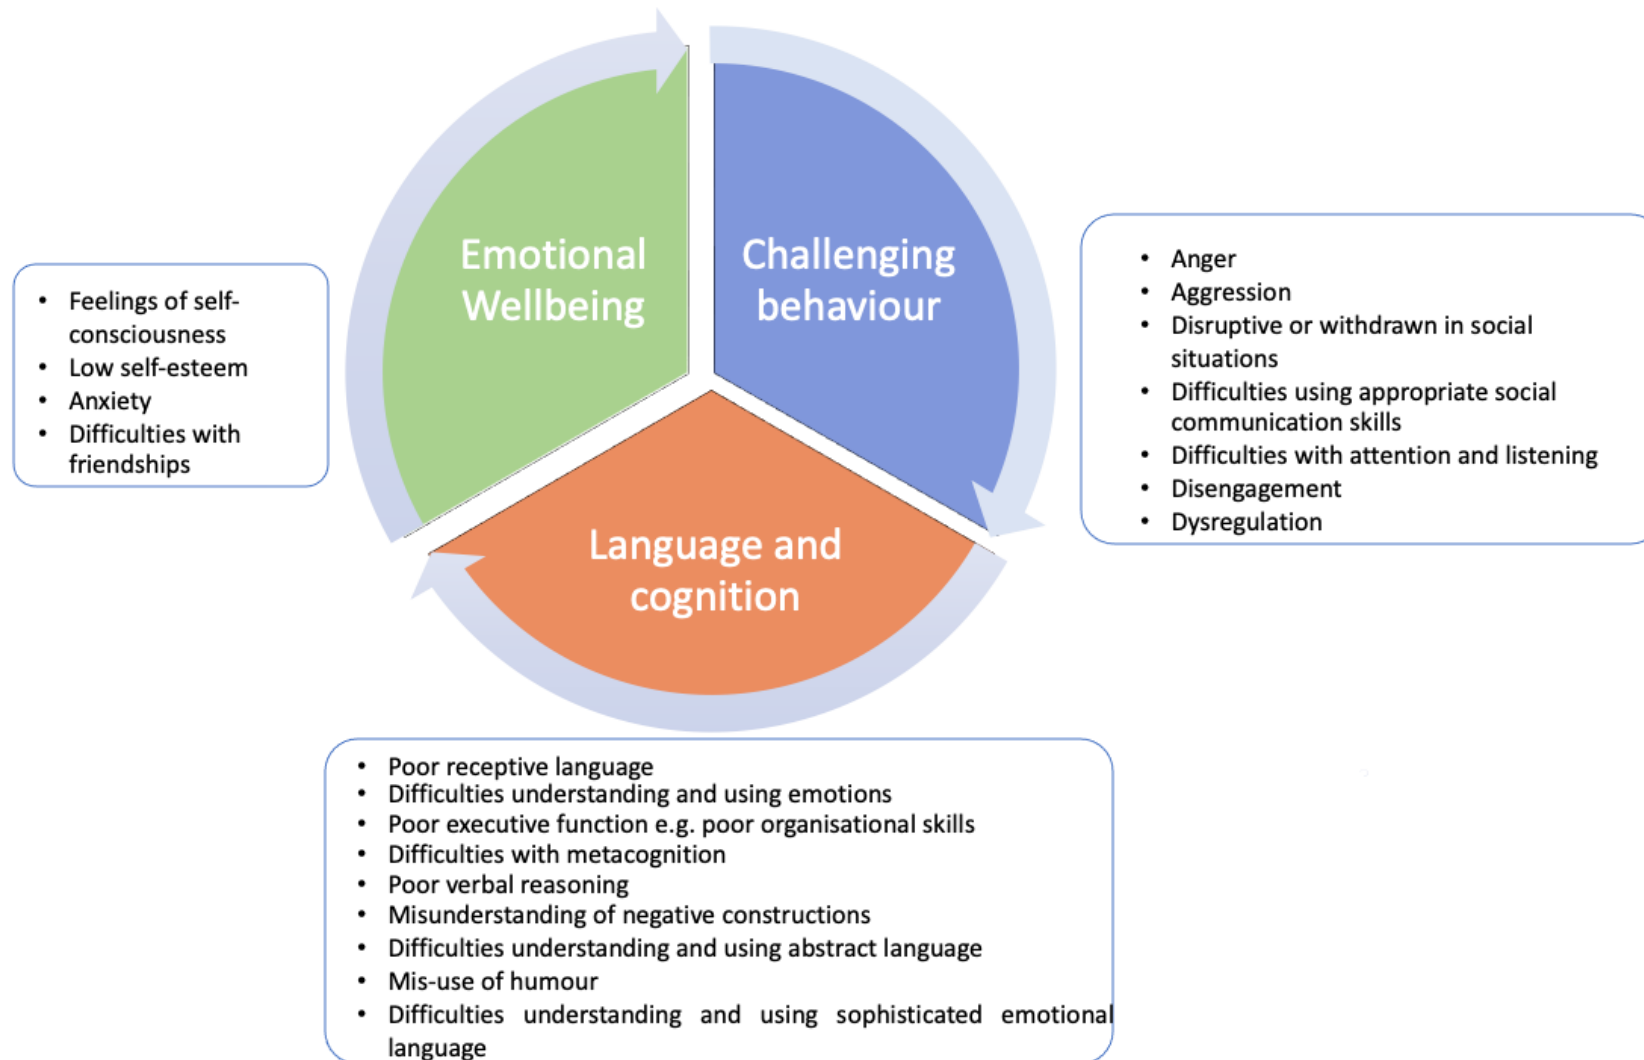 Emotional
Wellbeing
Challenging
behaviour
Language and
cognition
• Feelings of self-
consciousness
• Low self-esteem
• Anxiety
• Difficulties with
friendships
• Anger
• Aggression
• Disruptive or withdrawn in social
situations
• Difficulties using appropriate social
communication skills
• Difficulties with attention and listening
• Disengagement
• Dysregulation
• Poor receptive language
• Difficulties understanding and using emotions
• Poor executive function e.g. poor organisational skills
• Difficulties with metacognition
• Poor verbal reasoning
• Misunderstanding of negative constructions
• Difficulties understanding and using abstract language
• Mis-use of humour
• Difficulties understanding and using sophisticated emotional
language